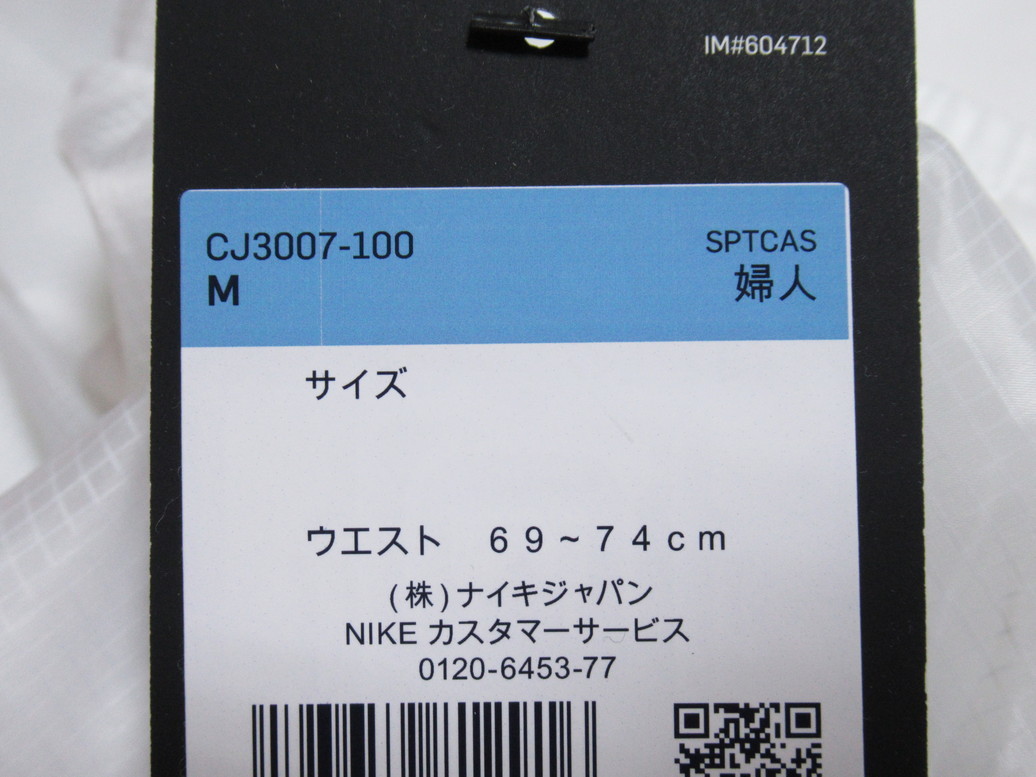 IM#604712
CJ3007-100
SPTCAS
M
婦人
サイズ
ウエスト 69~74cm
(株)ナイキジャパン
NIKE カスタマーサービス
0120-6453-77